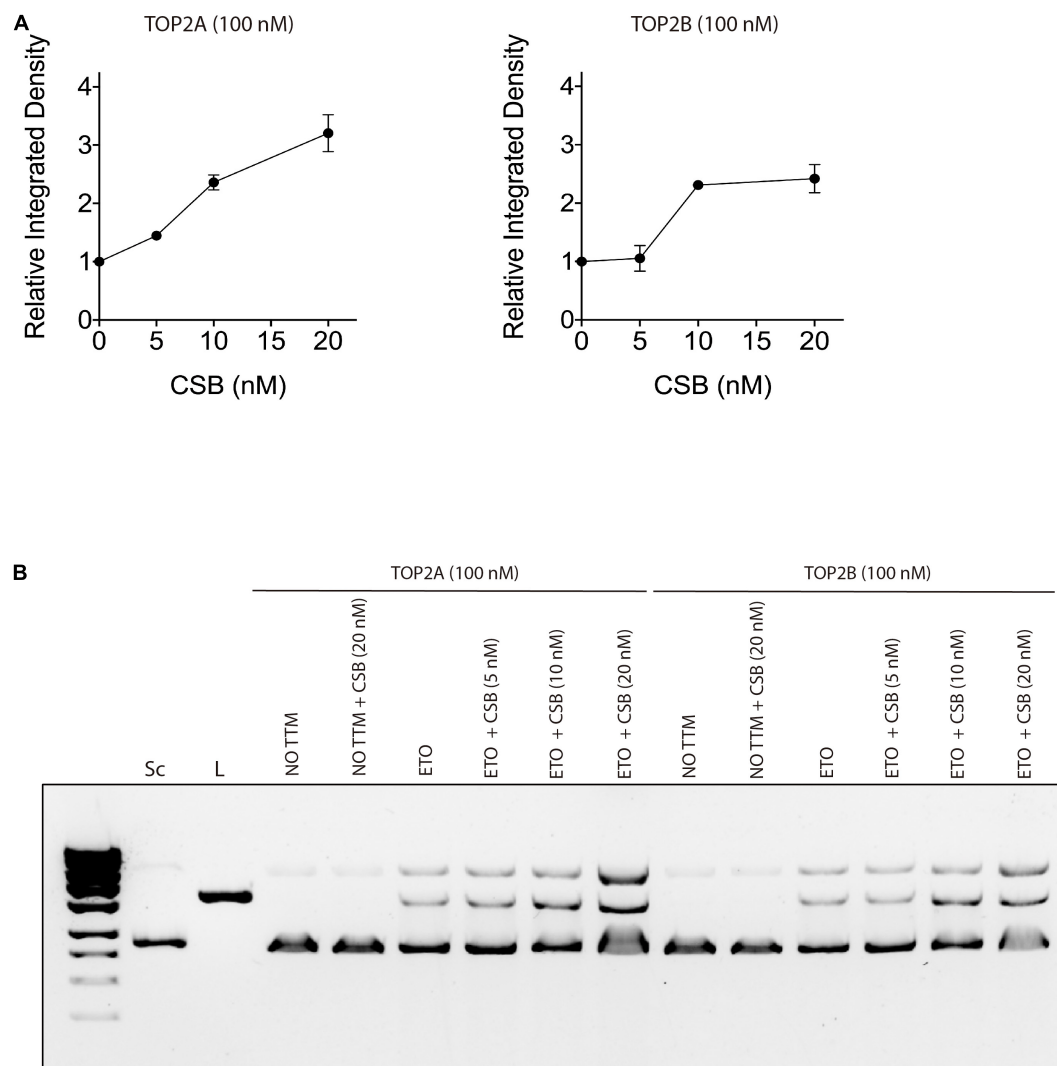 A
TOP2A (100 nM)
TOP2B (100 nM)
Relative Integrated Density
4
3
2
1
0
0 5 10 15 20
CSB (nM)
Relative Integrated Density
4
3
2
1
0
0 5 10 15 20
CSB (nM)
B
TOP2A (100 nM)
TOP2B (100 nM)
Sc
L
NO TTM
NO TTM + CSB (20 nM)
ETO
ETO + CSB (5 nM)
ETO + CSB (10 nM)
ETO + CSB (20 nM)
NO TTM
NO TTM + CSB (20 nM)
ETO
ETO + CSB (5 nM)
ETO + CSB (10 nM)
ETO + CSB (20 nM)